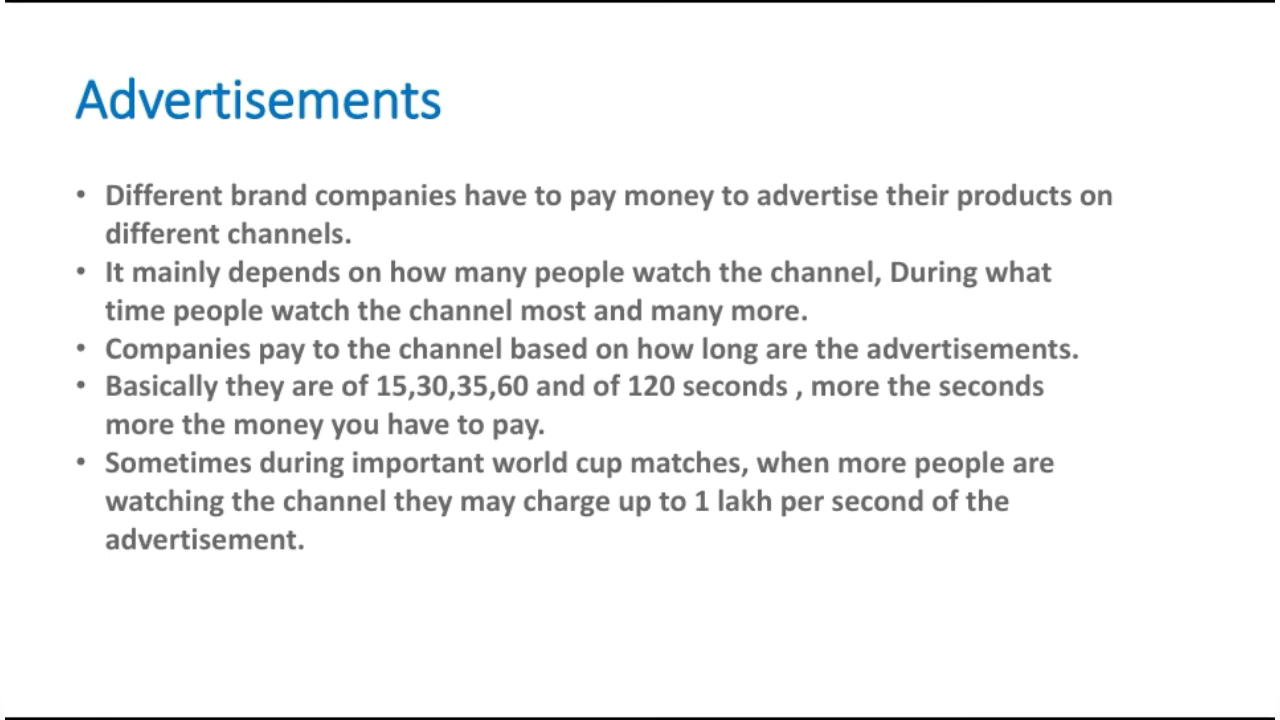 Advertisements
• Different brand companies have to pay money to advertise their products on
different channels.
• It mainly depends on how many people watch the channel, During what
time people watch the channel most and many more.
• Companies pay to the channel based on how long are the advertisements.
• Basically they are of 15,30,35,60 and of 120 seconds , more the seconds
more the money you have to pay.
• Sometimes during important world cup matches, when more people are
watching the channel they may charge up to 1 lakh per second of the
advertisement.